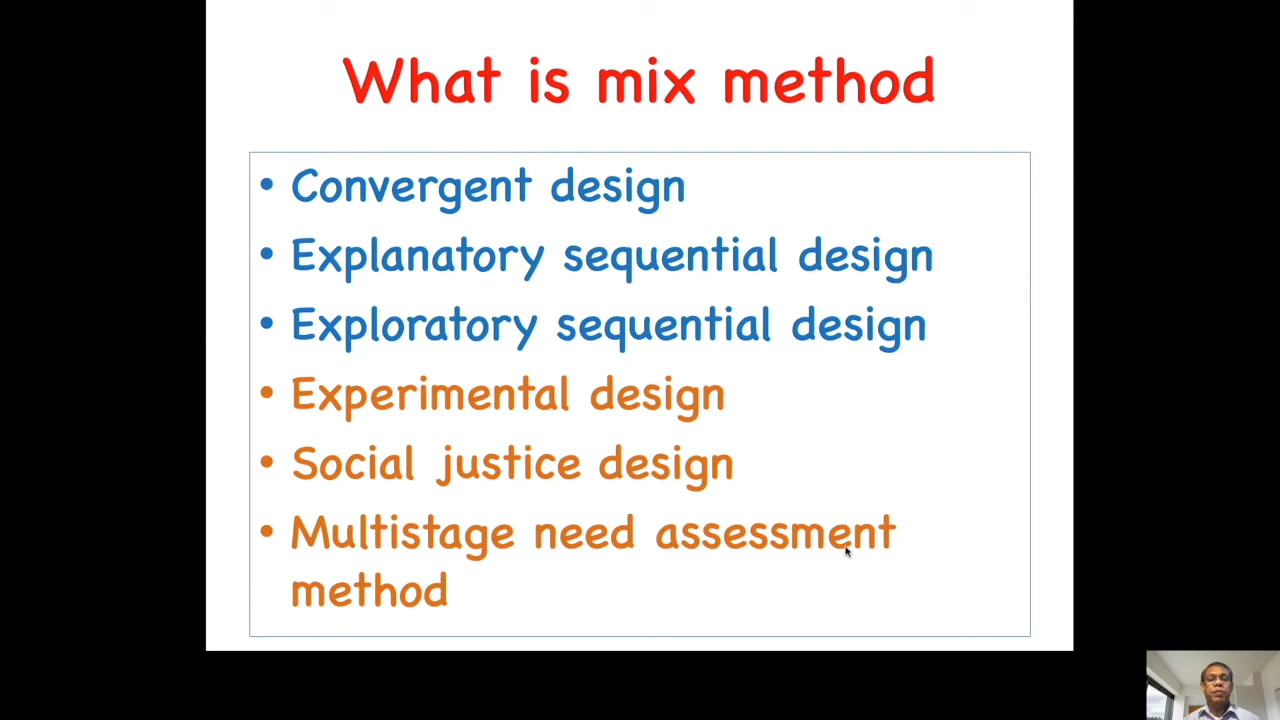 What is mix method
• Convergent design
• Explanatory sequential design
• Exploratory sequential design
• Experimental design
• Social justice design
• Multistage need assessment
method